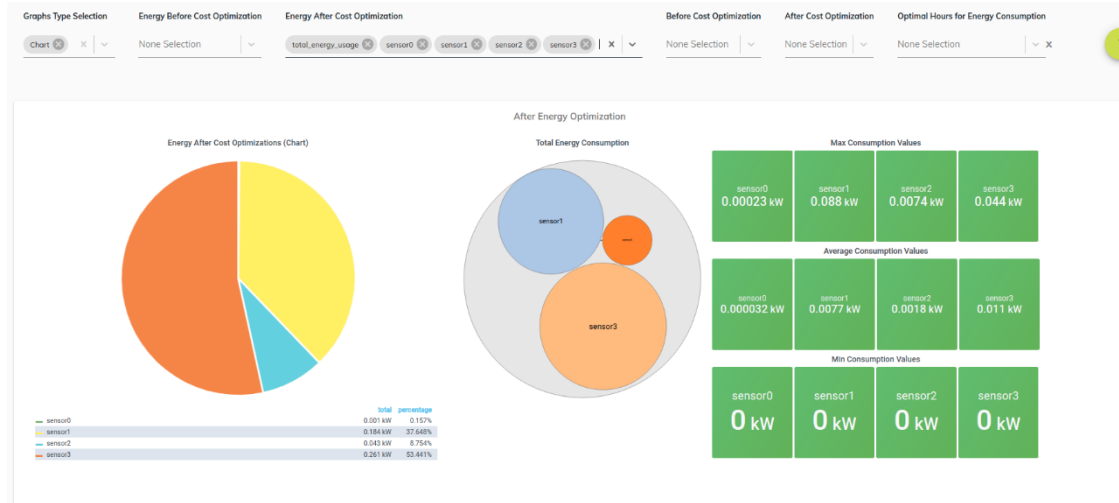 Graphs Type Selection
Energy Before Cost Optimization
Energy After Cost Optimization
Before Cost Optimization
After Cost Optimization
Optimal Hours for Energy Consumption
Chart
None Selection
total_energy_usage sensor0 sensor1 sensor2 sensor3
None Selection
None Selection
None Selection
After Energy Optimization
Energy After Cost Optimizations (Chart)
total percentage
sensor0 0.001 kW 0.157%
sensor1 0.184 kW 37.648%
sensor2 0.043 kW 8.754%
sensor3 0.261 kW 53.441%
Total Energy Consumption
sensor1
sensor3
Max Consumption Values
sensor0
0.00023 kW
sensor1
0.088 kW
sensor2
0.0074 kW
sensor3
0.044 kW
Average Consumption Values
sensor0
0.000032 kW
sensor1
0.0077 kW
sensor2
0.0018 kW
sensor3
0.011 kW
Min Consumption Values
sensor0
0 kW
sensor1
0 kW
sensor2
0 kW
sensor3
0 kW